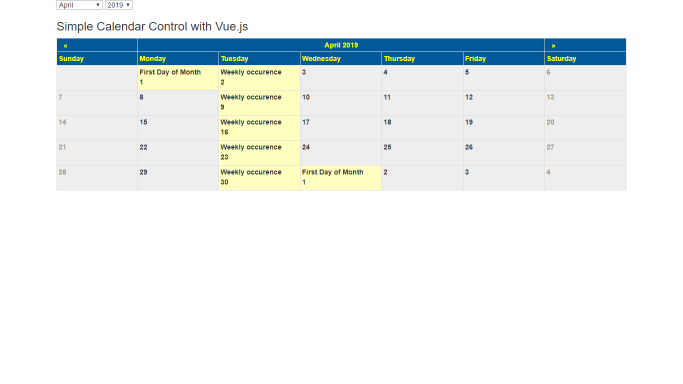 April 2019
Simple Calendar Control with Vue.js
« April 2019 »
Sunday Monday Tuesday Wednesday Thursday Friday Saturday
First Day of Month Weekly occurence 3 4 5 6
1 2
7 8 Weekly occurence 10 11 12 13
9
14 15 Weekly occurence 17 18 19 20
16
21 22 Weekly occurence 24 25 26 27
23
28 29 Weekly occurence First Day of Month 2 3 4
30 1